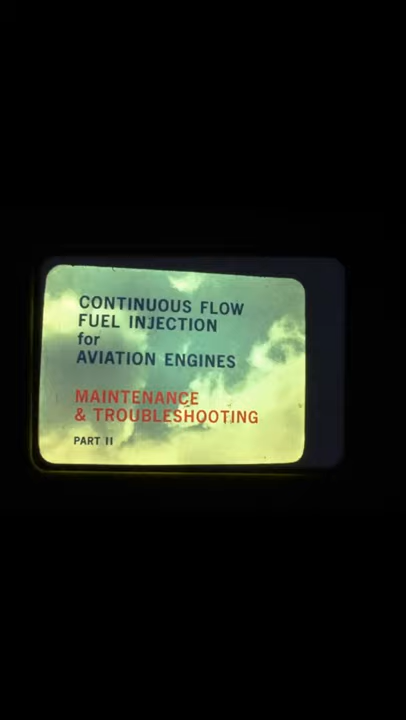 CONTINUOUS FLOW
FUEL INJECTION
for
AVIATION ENGINES
MAINTENANCE
& TROUBLESHOOTING
PART II